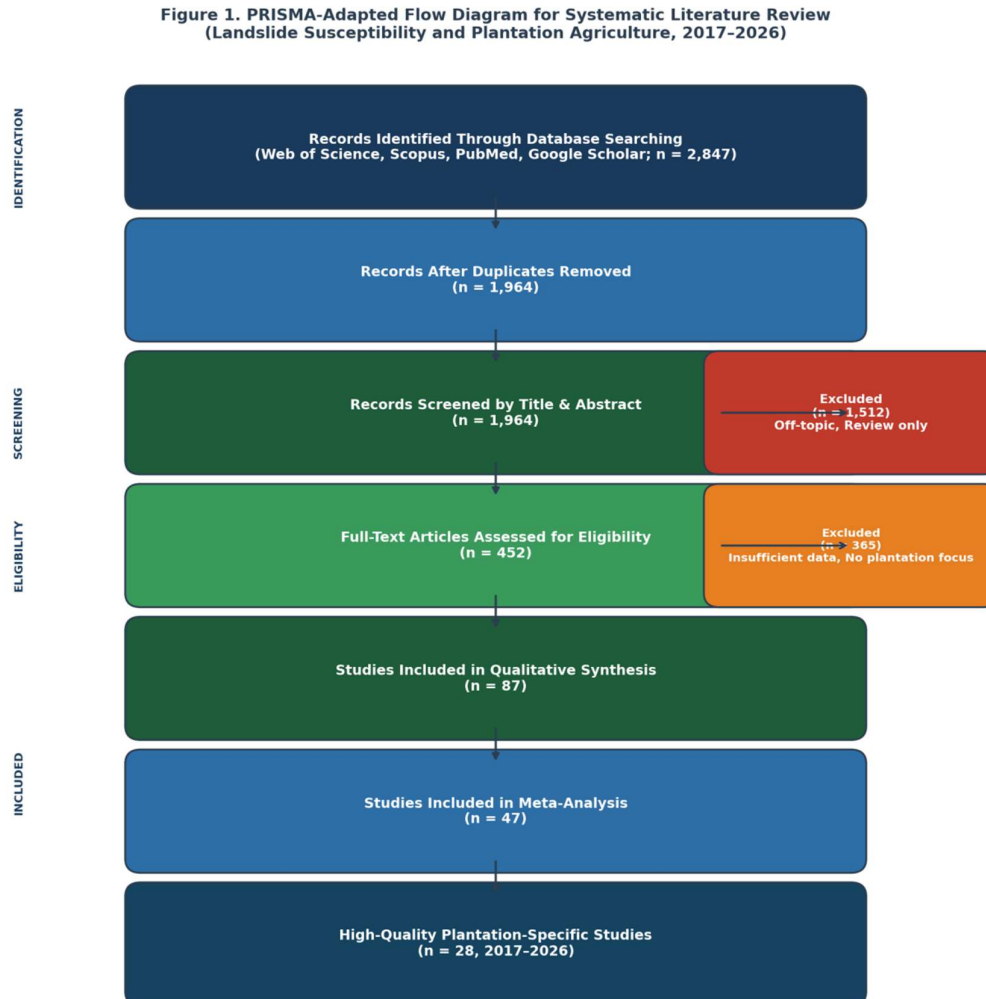 Figure 1. PRISMA-Adapted Flow Diagram for Systematic Literature Review
(Landslide Susceptibility and Plantation Agriculture, 2017–2026)
IDENTIFICATION
Records Identified Through Database Searching
(Web of Science, Scopus, PubMed, Google Scholar; n = 2,847)
Records After Duplicates Removed
(n = 1,964)
SCREENING
Records Screened by Title & Abstract
(n = 1,964)
Excluded
(n = 1,512)
Off-topic, Review only
ELIGIBILITY
Full-Text Articles Assessed for Eligibility
(n = 452)
Excluded
(n = 365)
Insufficient data, No plantation focus
Studies Included in Qualitative Synthesis
(n = 87)
INCLUDED
Studies Included in Meta-Analysis
(n = 47)
High-Quality Plantation-Specific Studies
(n = 28, 2017–2026)